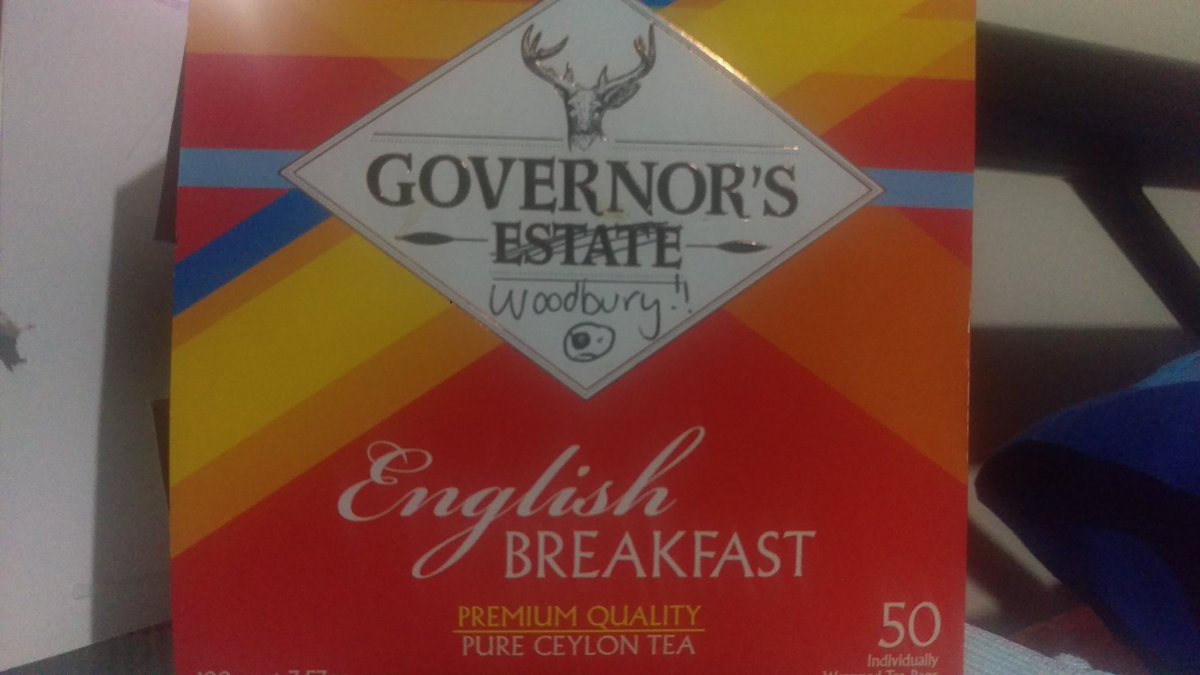 GOVERNOR'S
ESTATE
Woodbury!!
English
BREAKFAST
PREMIUM QUALITY
PURE CEYLON TEA
50
Individually